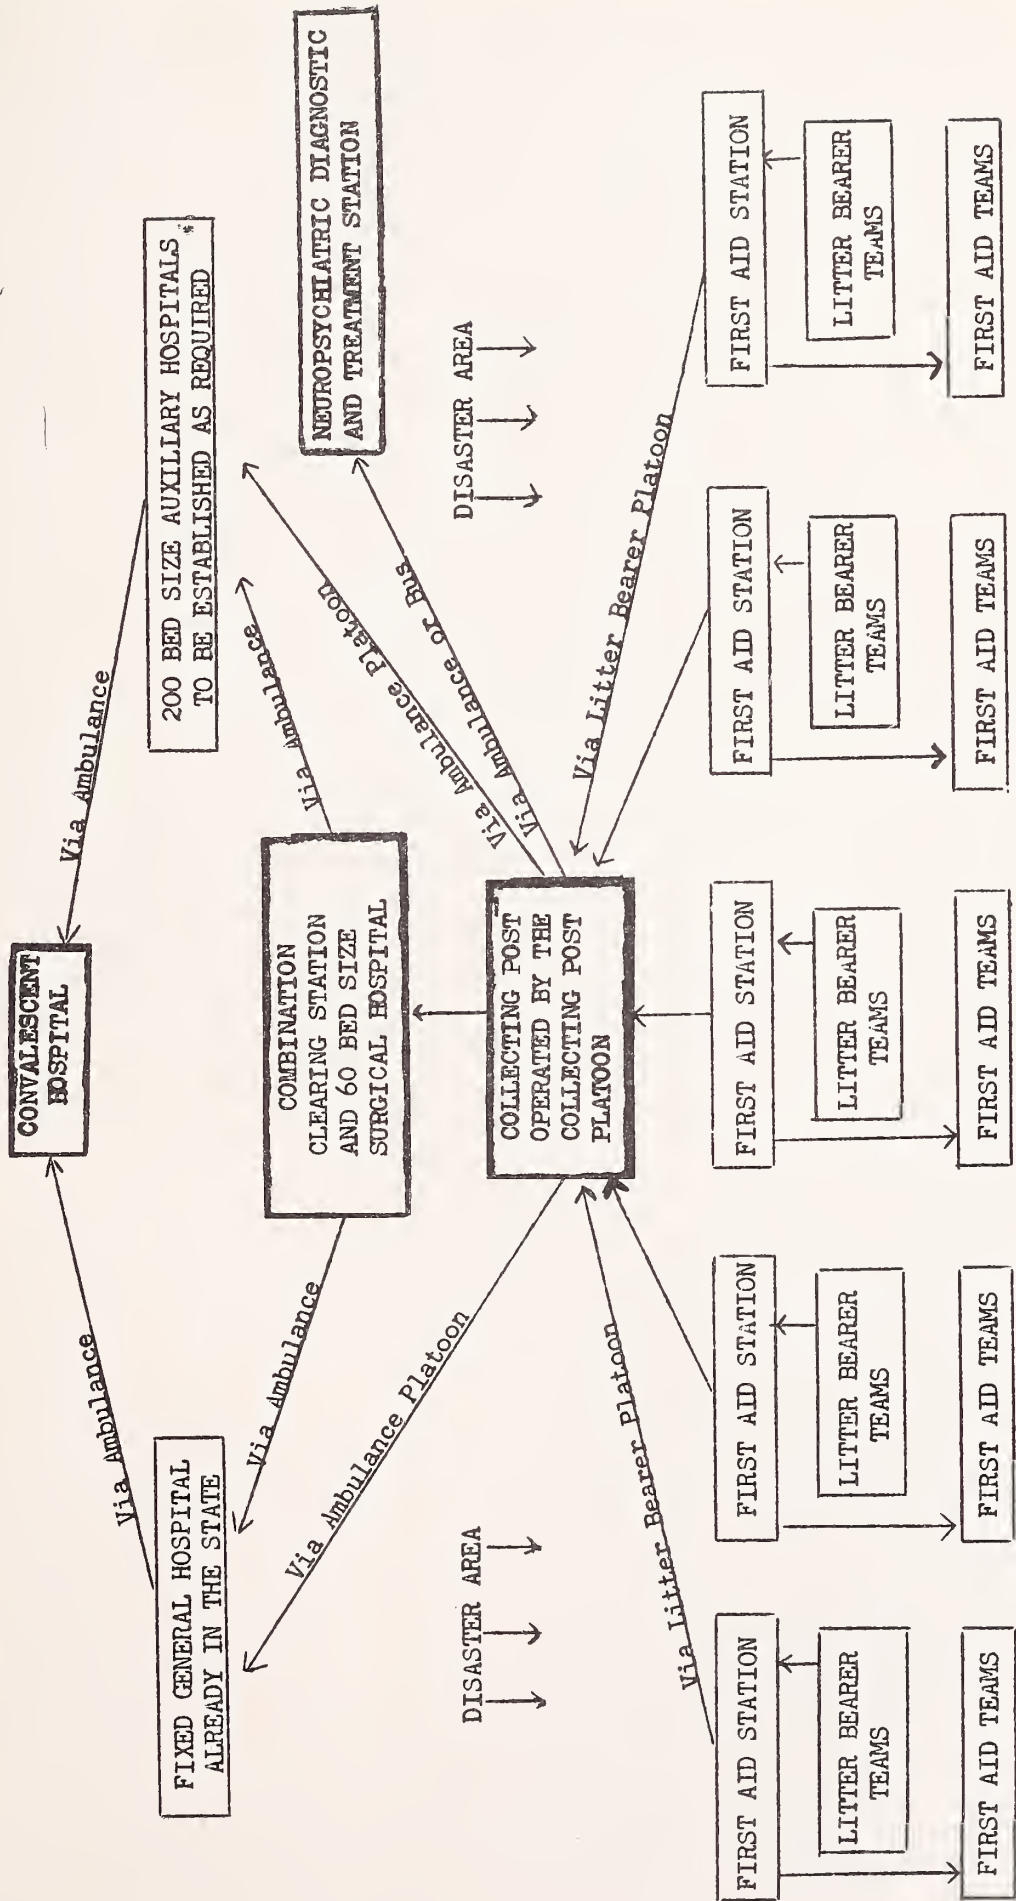 CONVALESCENT
HOSPITAL
Via Ambulance
Via Ambulance
FIXED GENERAL HOSPITAL
ALREADY IN THE STATE
200 BED SIZE AUXILIARY HOSPITALS
TO BE ESTABLISHED AS REQUIRED
Via Ambulance
COMBINATION
CLEARING STATION
AND 60 BED SIZE
SURGICAL HOSPITAL
Via Ambulance
NEUROPSYCHIATRIC DIAGNOSTIC
AND TREATMENT STATION
Via Ambulance Platoon
Via Ambulance Platoon
Via Ambulance or Bus
DISASTER AREA
DISASTER AREA
COLLECTING POST
OPERATED BY THE
COLLECTING POST
PLATOON
Via Litter Bearer Platoon
Via Litter Bearer Platoon
FIRST AID STATION
FIRST AID STATION
FIRST AID STATION
FIRST AID STATION
FIRST AID STATION
LITTER BEARER
TEAMS
LITTER BEARER
TEAMS
LITTER BEARER
TEAMS
LITTER BEARER
TEAMS
LITTER BEARER
TEAMS
FIRST AID TEAMS
FIRST AID TEAMS
FIRST AID TEAMS
FIRST AID TEAMS
FIRST AID TEAMS